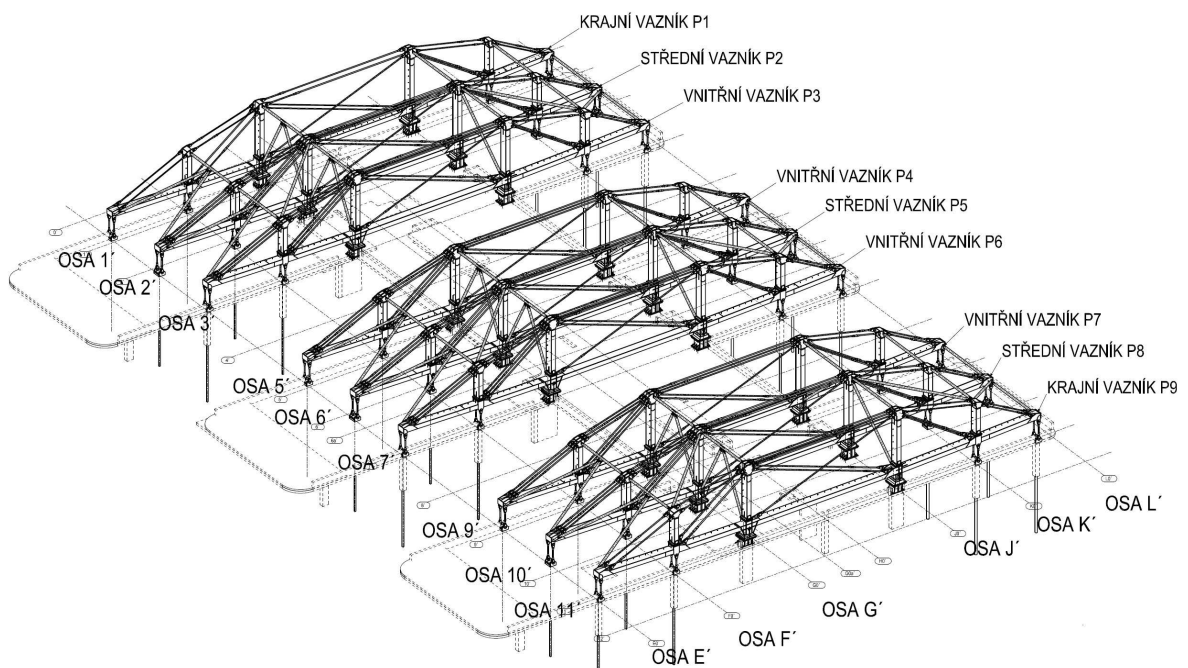 KRAJNÍ VAZNÍK P1
STŘEDNÍ VAZNÍK P2
VNITŘNÍ VAZNÍK P3
VNITŘNÍ VAZNÍK P4
STŘEDNÍ VAZNÍK P5
VNITŘNÍ VAZNÍK P6
VNITŘNÍ VAZNÍK P7
STŘEDNÍ VAZNÍK P8
KRAJNÍ VAZNÍK P9
OSA 1´
OSA 2´
OSA 3´
OSA 5´
OSA 6´
OSA 7´
OSA 9´
OSA 10´
OSA 11´
OSA E´
OSA F´
OSA G´
OSA J´
OSA K´
OSA L´